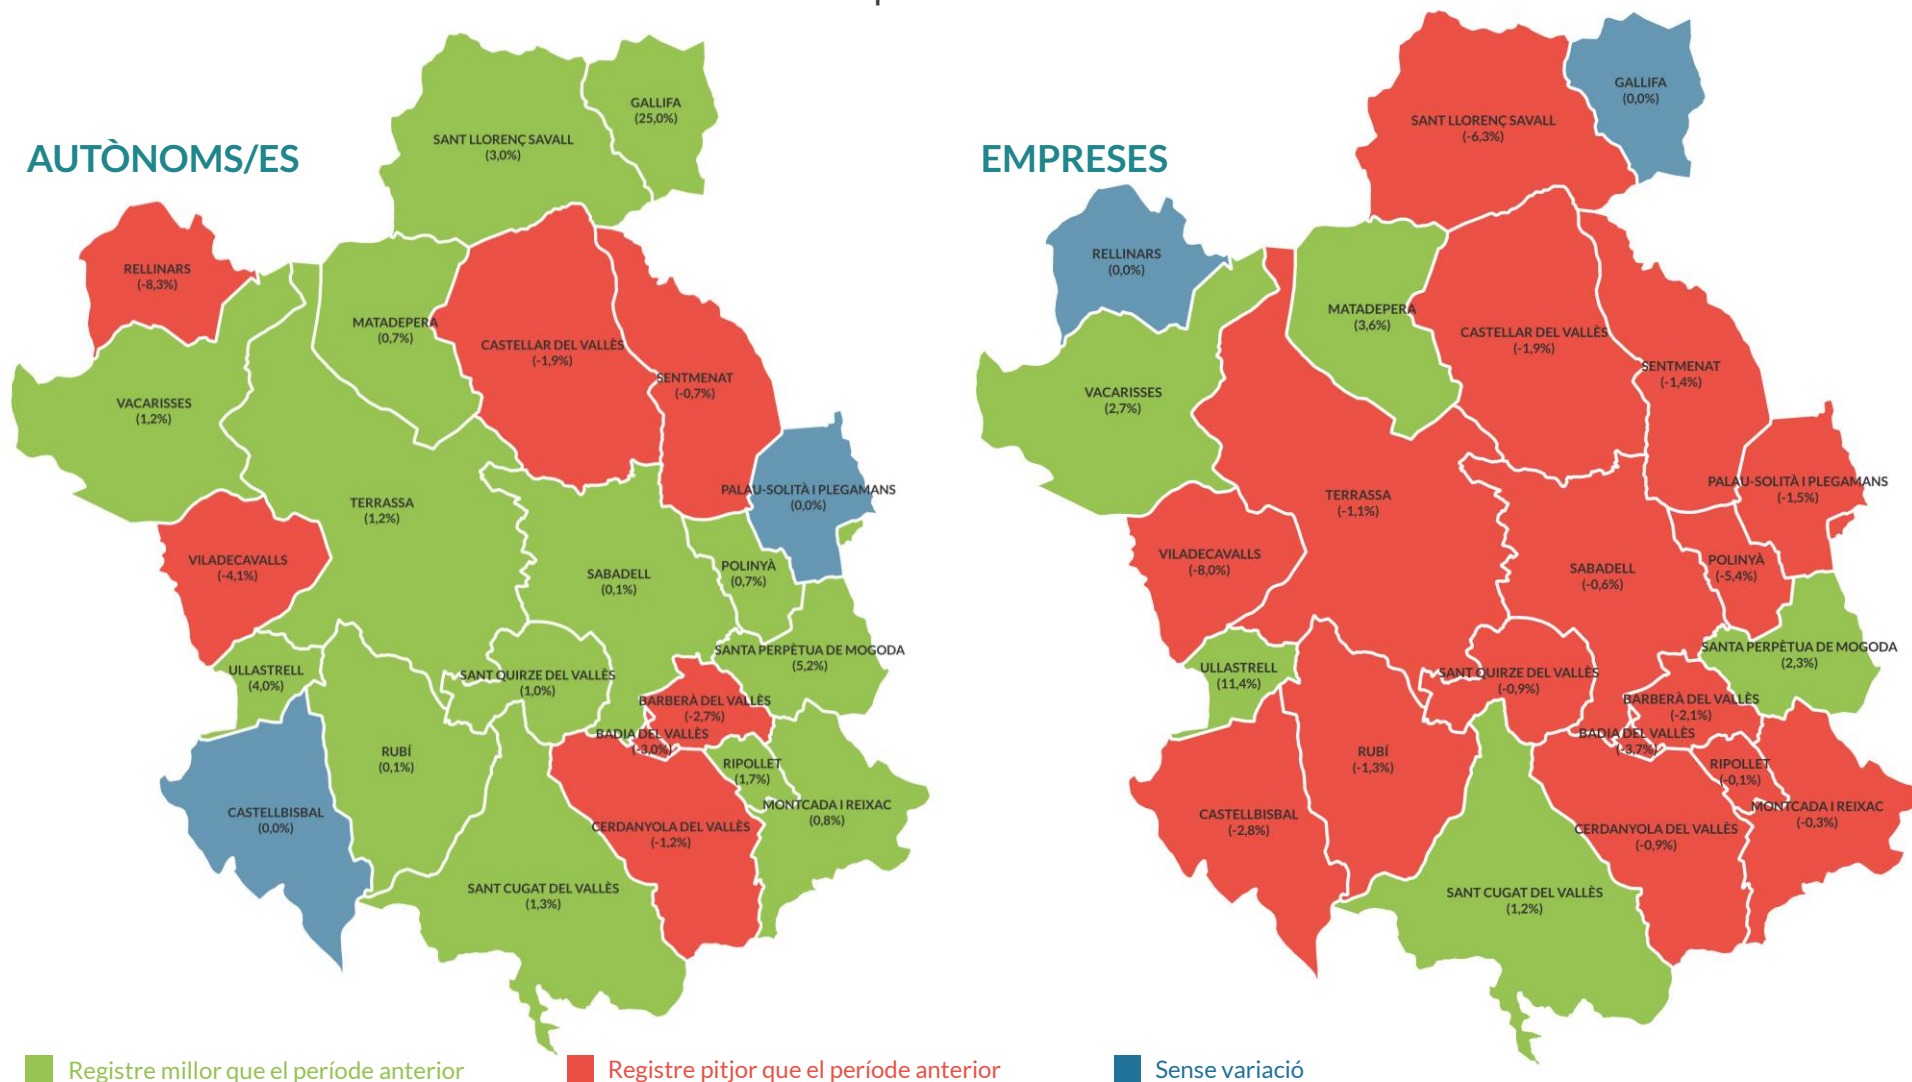 AUTÒNOMS/ES
GALLIFA
(25,0%)
SANT LLORENÇ SAVALL
(3,0%)
RELLINARS
(-8,3%)
MATADEPERA
(0,7%)
CASTELLAR DEL VALLÈS
(-1,9%)
SENTMENAT
(-0,7%)
VACARISSES
(1,2%)
TERRASSA
(1,2%)
PALAU-SOLITÀ I PLEGAMANS
(0,0%)
VILADECAVALLS
(-4,1%)
SABADELL
(0,1%)
POLINYÀ
(0,7%)
ULLASTRELL
(4,0%)
SANT QUIRZE DEL VALLÈS
(1,0%)
SANTA PERPÈTUA DE MOGODA
(5,2%)
BARBERÀ DEL VALLÈS
(-2,7%)
BADIA DEL VALLÈS
(-3,0%)
RUBÍ
(0,1%)
RIPOLLET
(1,7%)
MONTCADA I REIXAC
(0,8%)
CASTELLBISBAL
(0,0%)
CERDANYOLA DEL VALLÈS
(-1,2%)
SANT CUGAT DEL VALLÈS
(1,3%)
EMPRESES
GALLIFA
(0,0%)
SANT LLORENÇ SAVALL
(-6,3%)
RELLINARS
(0,0%)
MATADEPERA
(3,6%)
CASTELLAR DEL VALLÈS
(-1,9%)
SENTMENAT
(-1,4%)
VACARISSES
(2,7%)
TERRASSA
(-1,1%)
PALAU-SOLITÀ I PLEGAMANS
(-1,5%)
VILADECAVALLS
(-8,0%)
SABADELL
(-0,6%)
POLINYÀ
(-5,4%)
ULLASTRELL
(11,4%)
SANT QUIRZE DEL VALLÈS
(-0,9%)
SANTA PERPÈTUA DE MOGODA
(2,3%)
BARBERÀ DEL VALLÈS
(-2,1%)
BADIA DEL VALLÈS
(-3,7%)
RUBÍ
(-1,3%)
RIPOLLET
(-0,1%)
MONTCADA I REIXAC
(-0,3%)
CASTELLBISBAL
(-2,8%)
CERDANYOLA DEL VALLÈS
(-0,9%)
SANT CUGAT DEL VALLÈS
(1,2%)
Registre millor que el període anterior
Registre pitjor que el període anterior
Sense variació